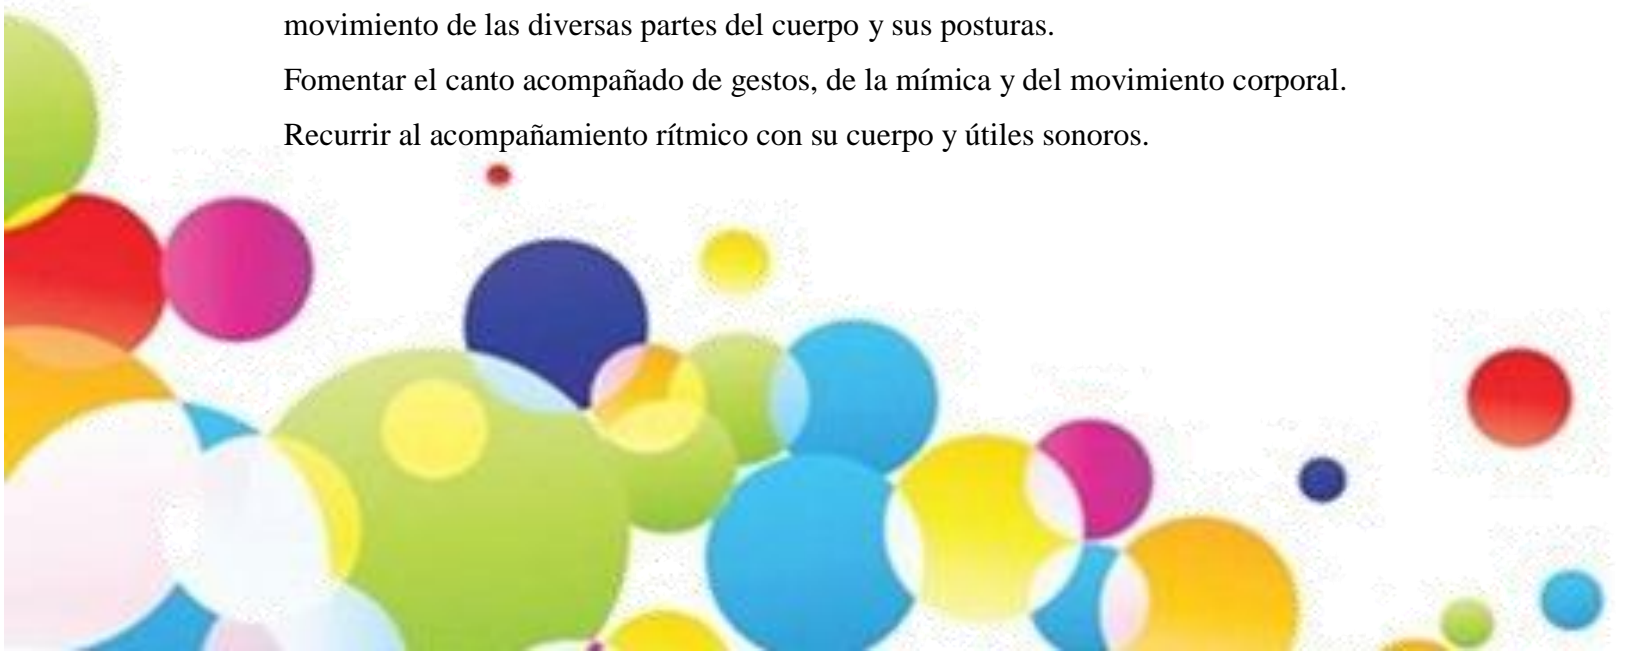 movimiento de las diversas partes del cuerpo y sus posturas.
Fomentar el canto acompañado de gestos, de la mímica y del movimiento corporal.
Recurrir al acompañamiento rítmico con su cuerpo y útiles sonoros.